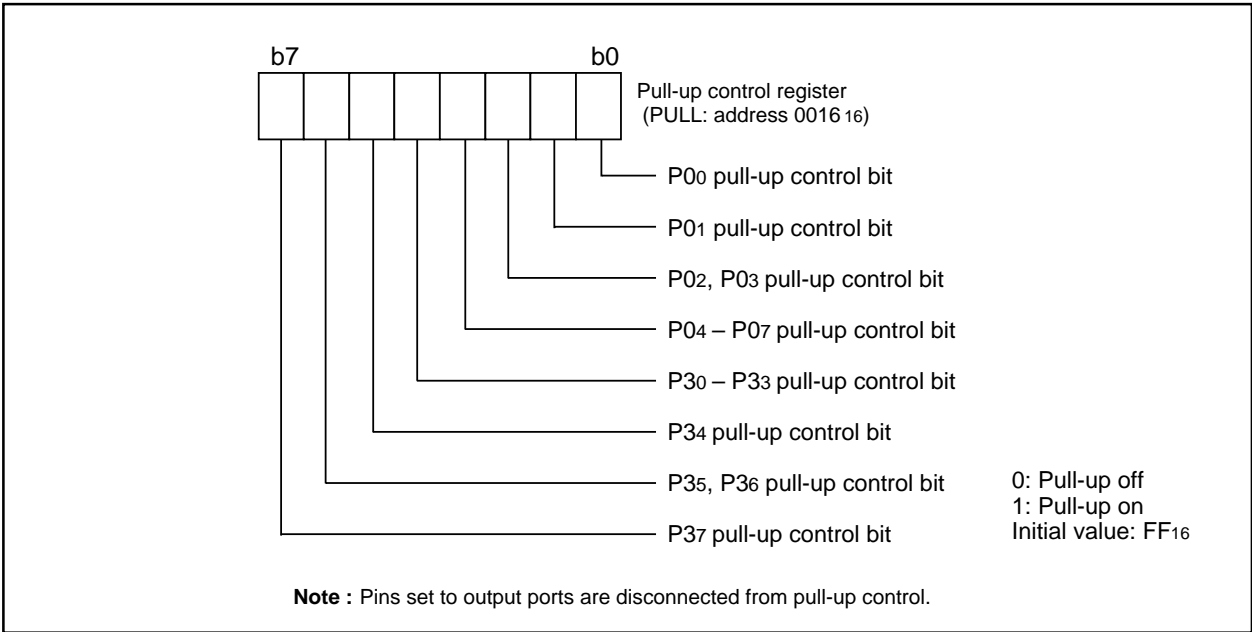 b7 b0
Pull-up control register
(PULL: address 0016₁₆)
P0₀ pull-up control bit
P0₁ pull-up control bit
P0₂, P0₃ pull-up control bit
P0₄ – P0₇ pull-up control bit
P3₀ – P3₃ pull-up control bit
P3₄ pull-up control bit
P3₅, P3₆ pull-up control bit
P3₇ pull-up control bit
0: Pull-up off
1: Pull-up on
Initial value: FF₁₆
Note : Pins set to output ports are disconnected from pull-up control.